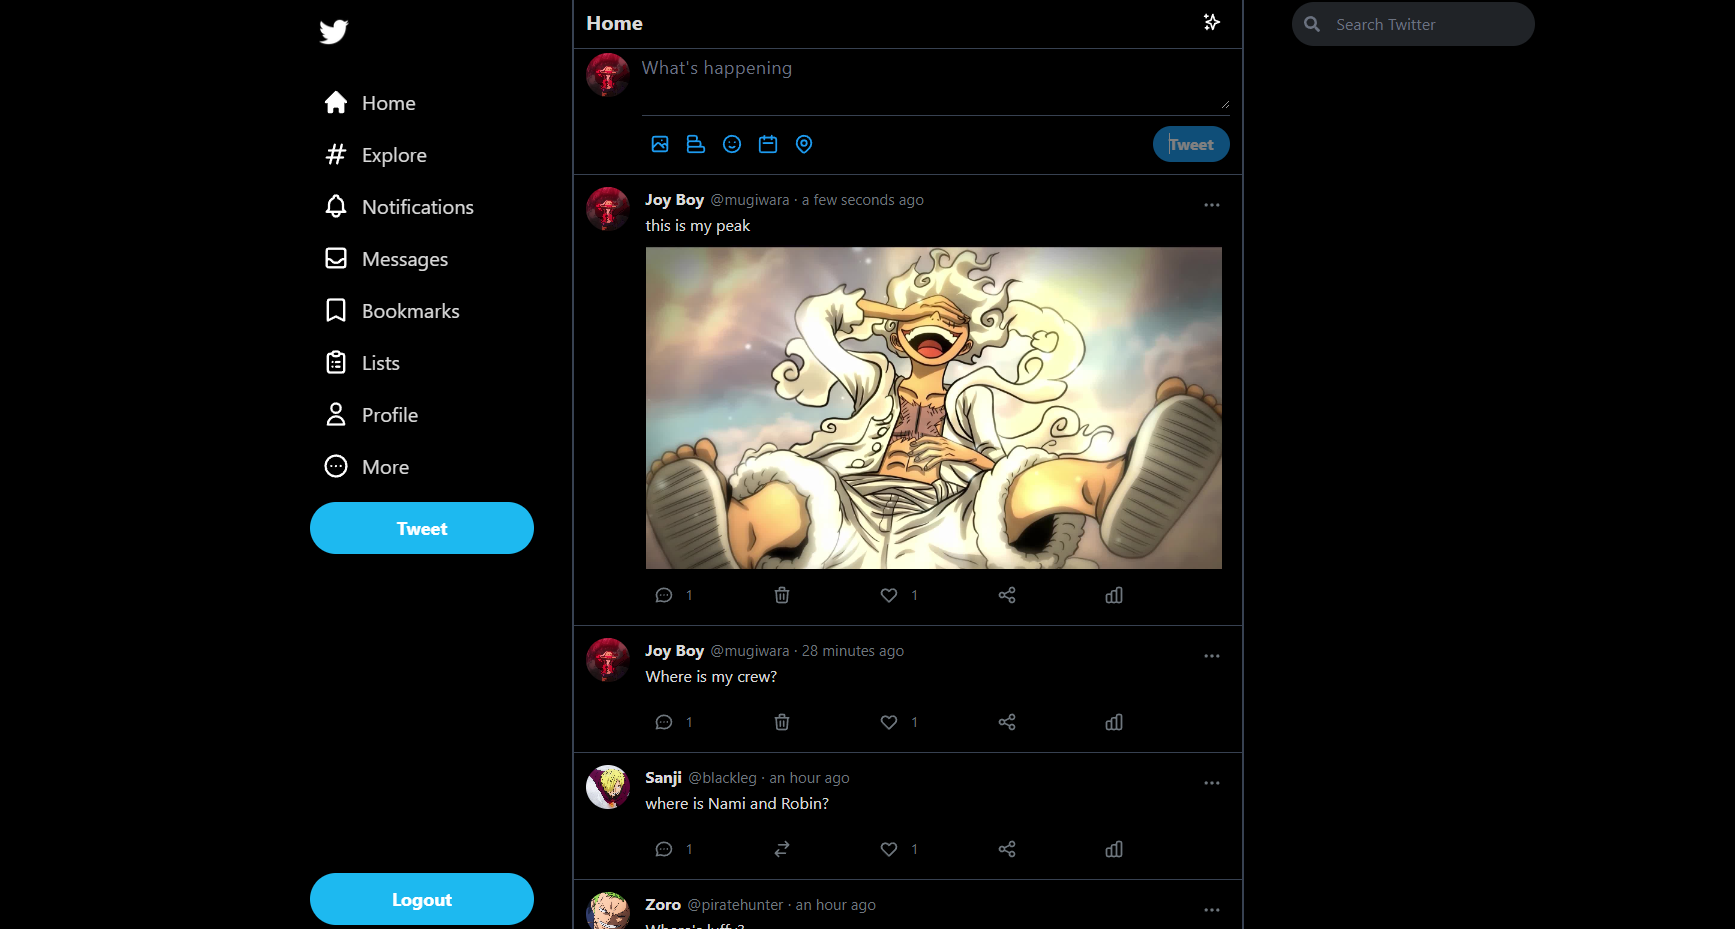 Home
Explore
Notifications
Messages
Bookmarks
Lists
Profile
More
Tweet
Logout
Home
What's happening
Tweet
Joy Boy @mugiwara · a few seconds ago
this is my peak
1 1
Joy Boy @mugiwara · 28 minutes ago
Where is my crew?
1 1
Sanji @blackleg · an hour ago
where is Nami and Robin?
1 1
Zoro @piratehunter · an hour ago
Where's luffy?
Search Twitter